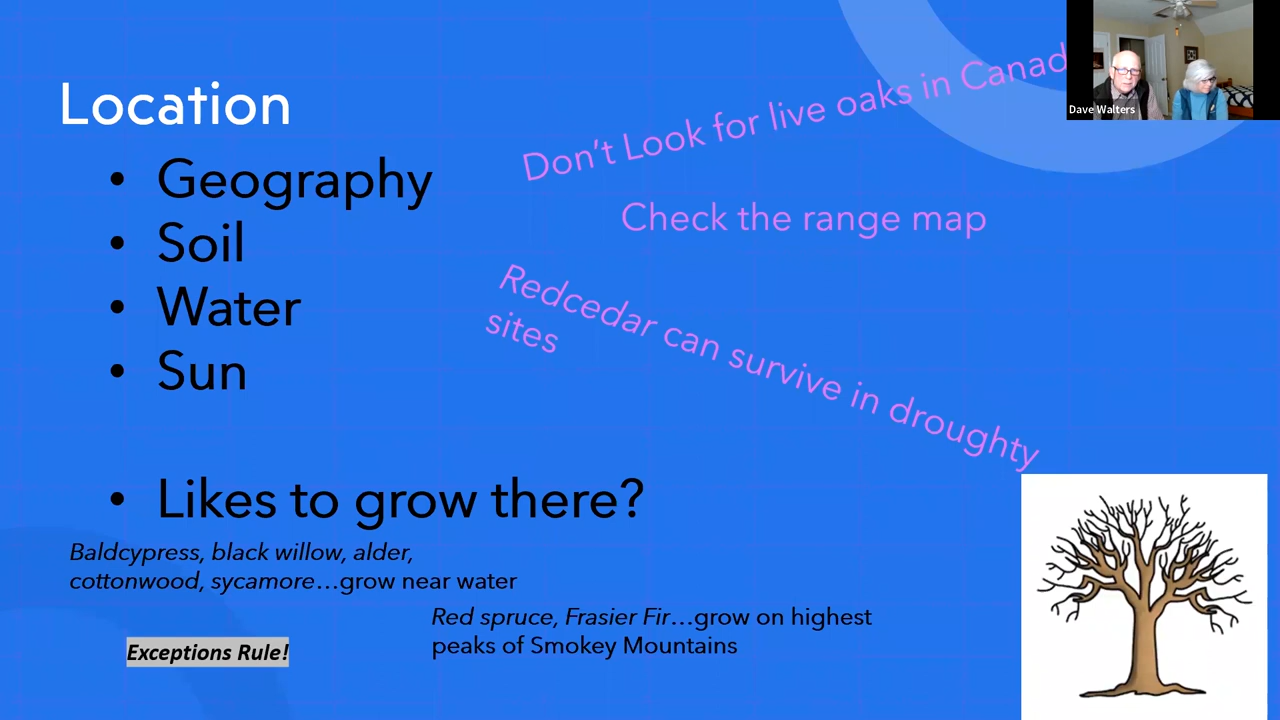 Location
Don't Look for live oaks in Canad
Dave Walters
• Geography
• Soil
• Water
• Sun
Check the range map
Redcedar can survive in droughty
sites
• Likes to grow there?
Baldcypress, black willow, alder,
cottonwood, sycamore...grow near water
Red spruce, Frasier Fir...grow on highest
peaks of Smokey Mountains
Exceptions Rule!